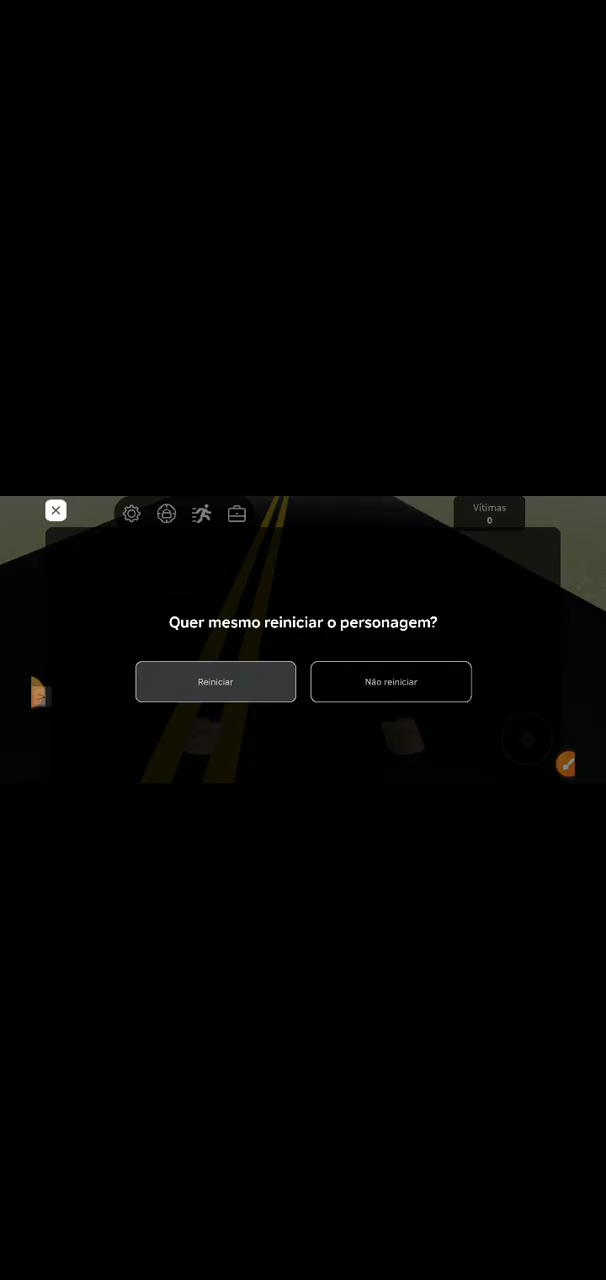 Vítimas
0
Quer mesmo reiniciar o personagem?
Reiniciar
Não reiniciar